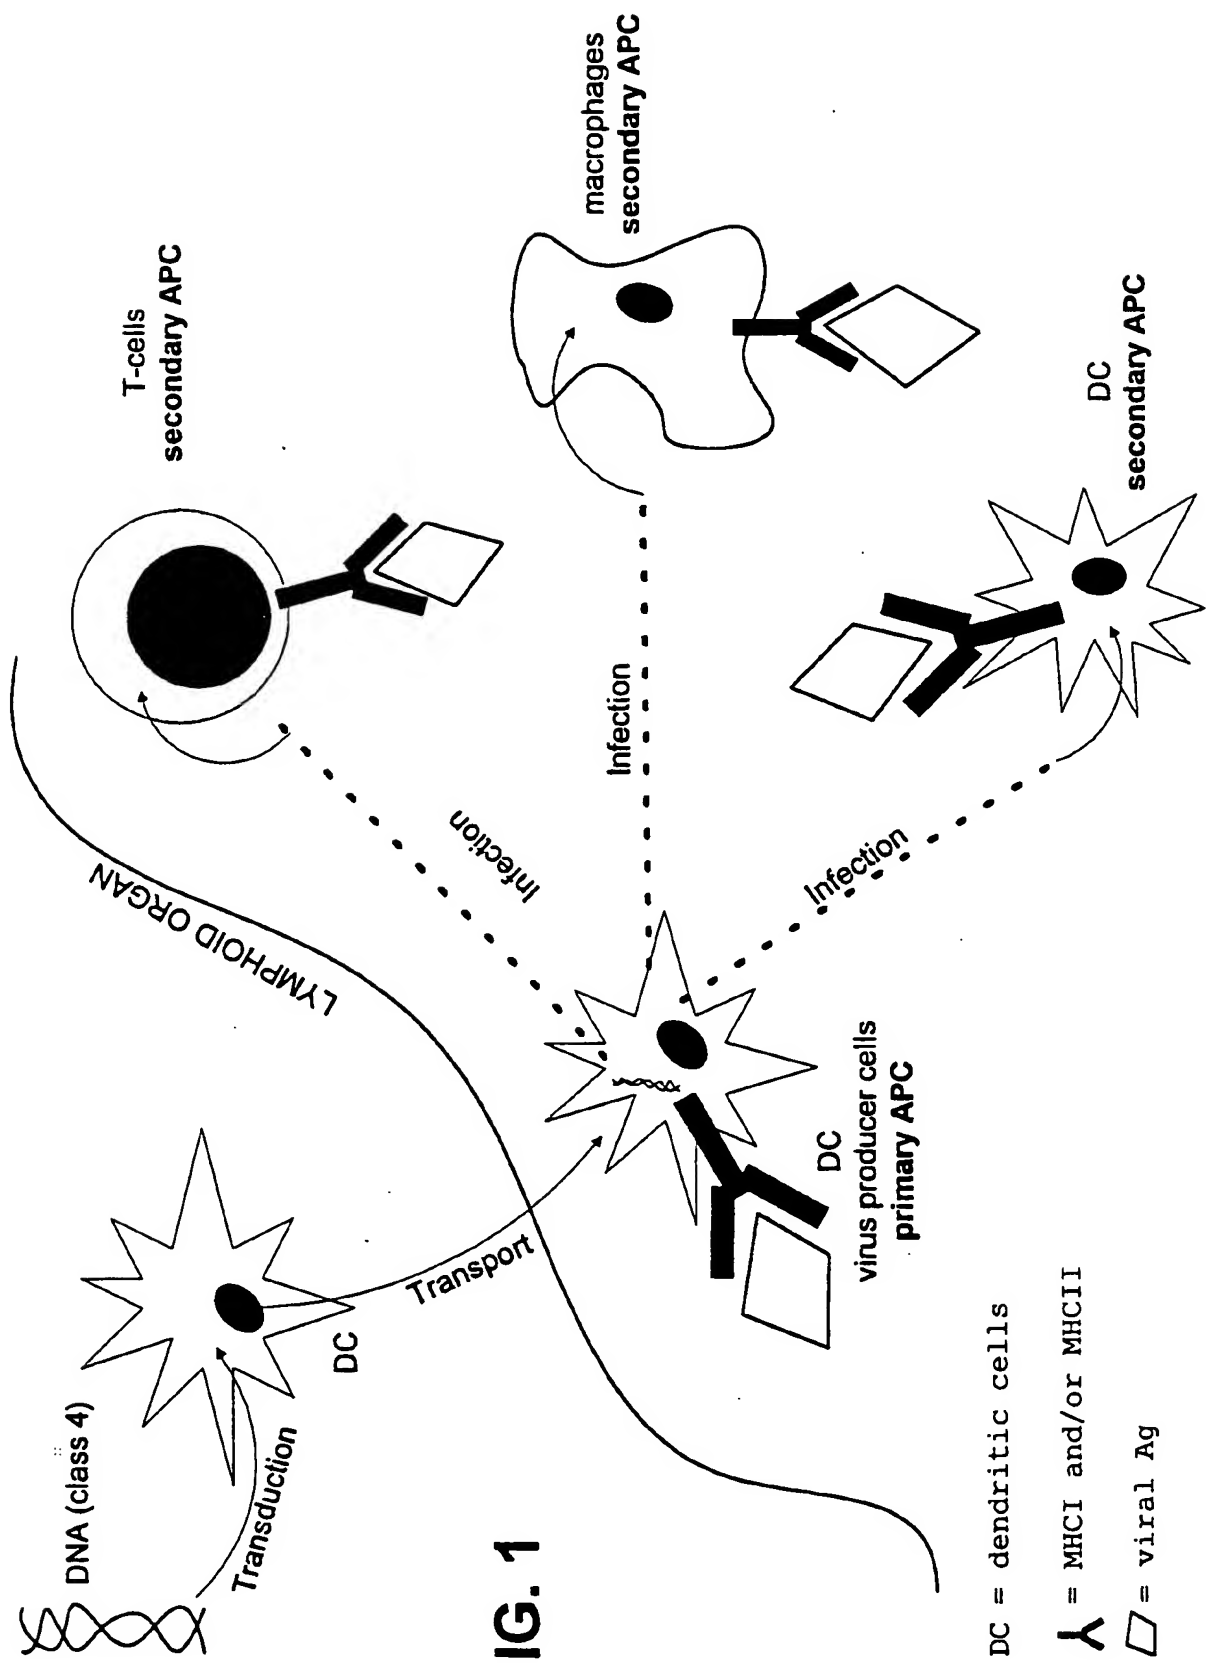 DNA (class 4)
Transduction
DC
Transport
LYMPHOID ORGAN
T-cells
secondary APC
Infection
macrophages
secondary APC
Infection
DC
secondary APC
Infection
DC
virus producer cells
primary APC
IG. 1
DC = dendritic cells
= MHCI and/or MHCII
= viral Ag